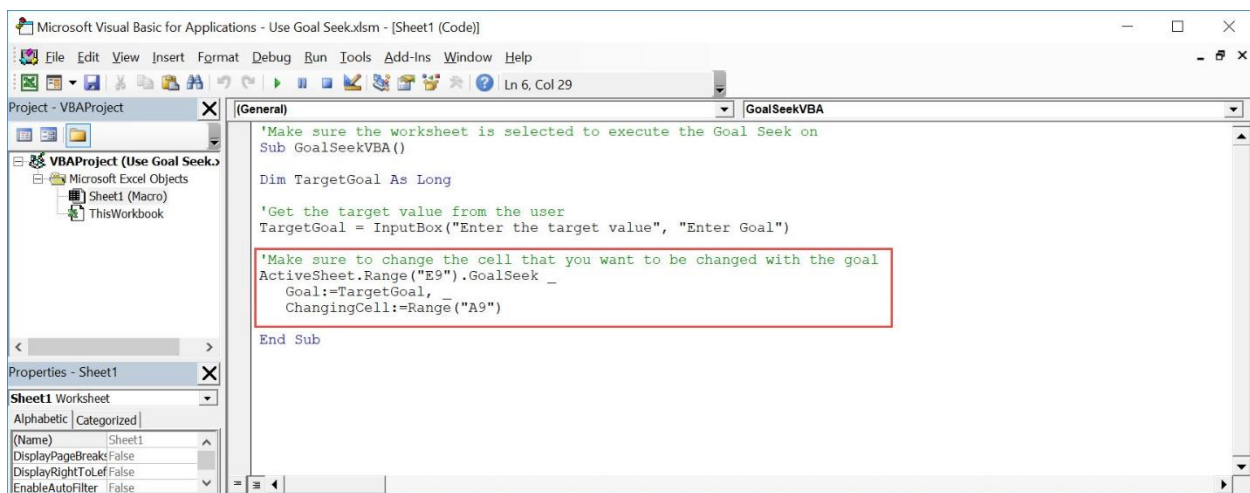 Microsoft Visual Basic for Applications - Use Goal Seek.xlsm - [Sheet1 (Code)]
File Edit View Insert Format Debug Run Tools Add-Ins Window Help
Ln 6, Col 29
Project - VBAProject
(General)
GoalSeekVBA
VBAProject (Use Goal Seek.
Microsoft Excel Objects
Sheet1 (Macro)
ThisWorkbook
'Make sure the worksheet is selected to execute the Goal Seek on
Sub GoalSeekVBA()
Dim TargetGoal As Long
'Get the target value from the user
TargetGoal = InputBox("Enter the target value", "Enter Goal")
'Make sure to change the cell that you want to be changed with the goal
ActiveSheet.Range("E9").GoalSeek _
Goal:=TargetGoal, _
ChangingCell:=Range("A9")
End Sub
Properties - Sheet1
Sheet1 Worksheet
Alphabetic Categorized
(Name) Sheet1
DisplayPageBreaks False
DisplayRightToLef False
EnableAutoFilter False